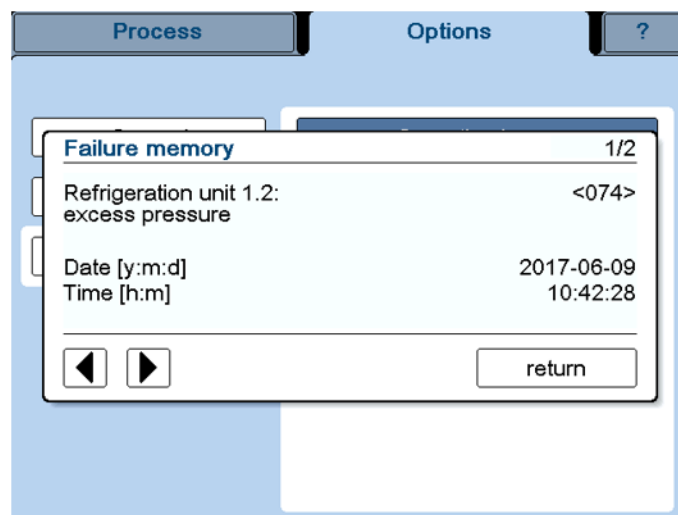 Process Options ?
Failure memory 1/2
Refrigeration unit 1.2: <074>
excess pressure
Date [y:m:d] 2017-06-09
Time [h:m] 10:42:28
return